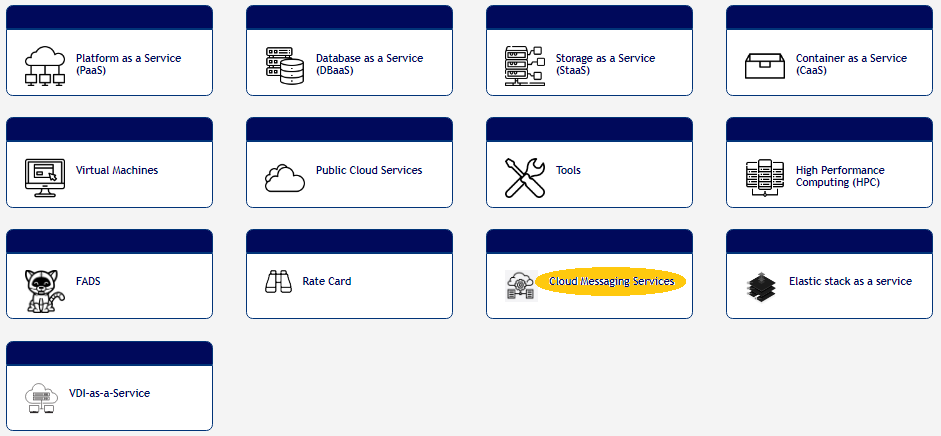 Platform as a Service
(PaaS)
Database as a Service
(DBaaS)
Storage as a Service
(StaaS)
Container as a Service
(CaaS)
Virtual Machines
Public Cloud Services
Tools
High Performance
Computing (HPC)
FADS
Rate Card
Cloud Messaging Services
Elastic stack as a service
VDI-as-a-Service